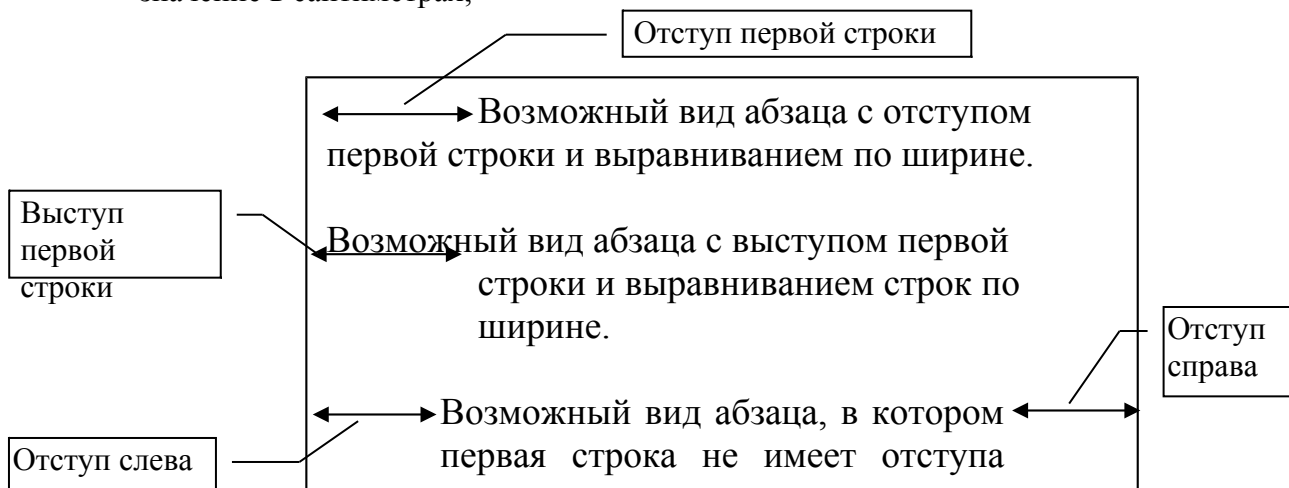 значение в сантиметрах;
Отступ первой строки
Возможный вид абзаца с отступом
первой строки и выравниванием по ширине.
Выступ
первой
строки
Возможный вид абзаца с выступом первой
строки и выравниванием строк по
ширине.
Отступ
справа
Возможный вид абзаца, в котором
первая строка не имеет отступа
Отступ слева